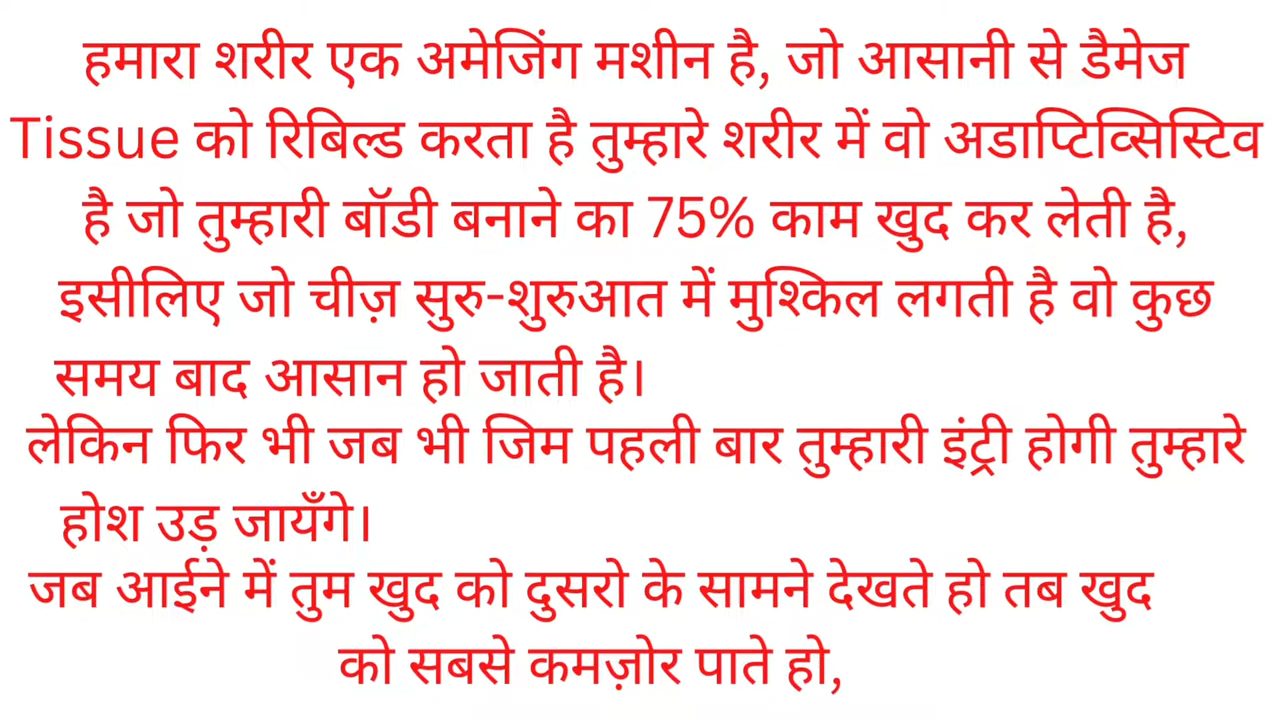 हमारा शरीर एक अमेजिंग मशीन है, जो आसानी से डैमेज
Tissue को रिबिल्ड करता है तुम्हारे शरीर में वो अडाप्टिव्सिस्टिव
है जो तुम्हारी बॉडी बनाने का 75% काम खुद कर लेती है,
इसीलिए जो चीज़ सुरु-शुरुआत में मुश्किल लगती है वो कुछ
समय बाद आसान हो जाती है।
लेकिन फिर भी जब भी जिम पहली बार तुम्हारी इंट्री होगी तुम्हारे
होश उड़ जायँगे।
जब आईने में तुम खुद को दुसरो के सामने देखते हो तब खुद
को सबसे कमज़ोर पाते हो,